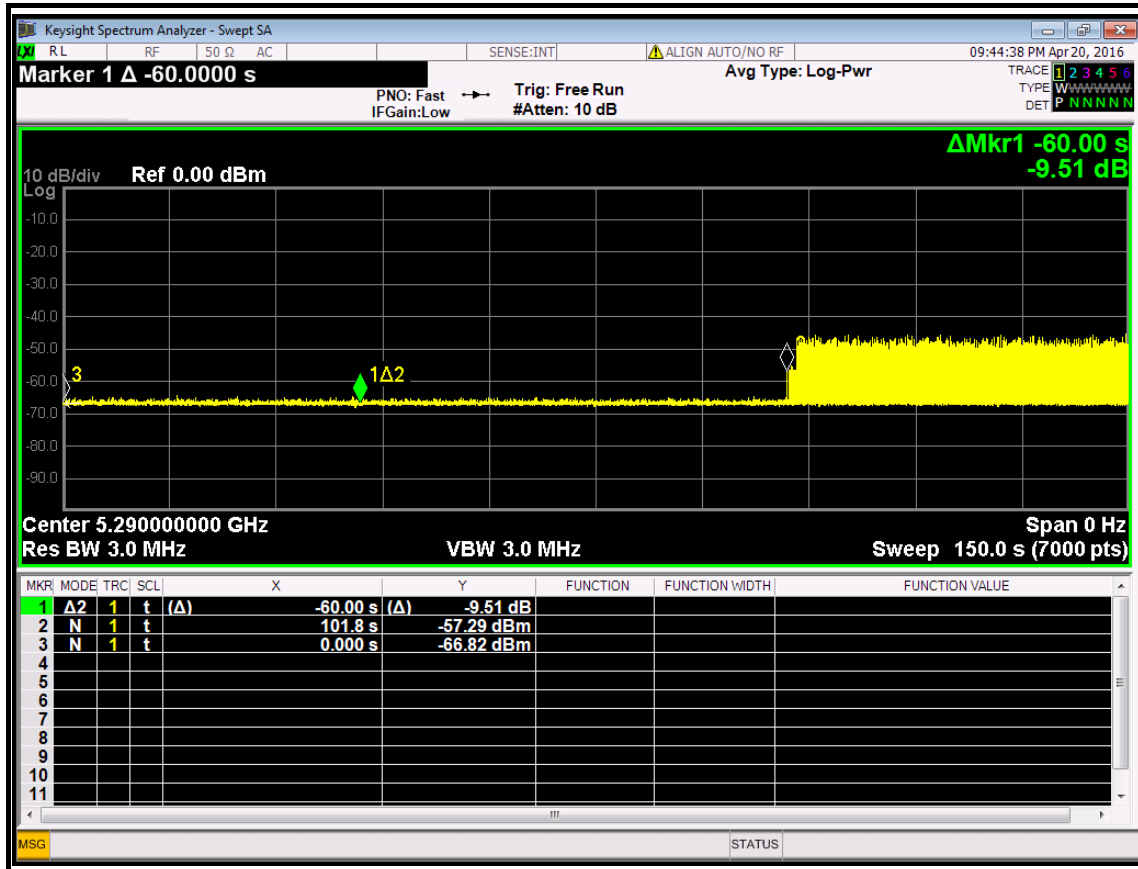 Keysight Spectrum Analyzer - Swept SA
LXI RL RF 50 Ω AC SENSE:INT ALIGN AUTO/NO RF 09:44:38 PM Apr 20, 2016
Marker 1 Δ -60.0000 s
PNO: Fast
IFGain:Low
Trig: Free Run
#Atten: 10 dB
Avg Type: Log-Pwr
TRACE 1 2 3 4 5 6
TYPE WWWWWWW
DET P N N N N N
ΔMkr1 -60.00 s
-9.51 dB
10 dB/div Ref 0.00 dBm
Log
-10.0
-20.0
-30.0
-40.0
-50.0
-60.0
-70.0
-80.0
-90.0
3
1Δ2
Center 5.290000000 GHz Span 0 Hz
Res BW 3.0 MHz VBW 3.0 MHz Sweep 150.0 s (7000 pts)
MKR MODE TRC SCL X Y FUNCTION FUNCTION WIDTH FUNCTION VALUE
1 Δ2 1 t (Δ) -60.00 s (Δ) -9.51 dB
2 N 1 t 101.8 s -57.29 dBm
3 N 1 t 0.000 s -66.82 dBm
4
5
6
7
8
9
10
11
MSG STATUS